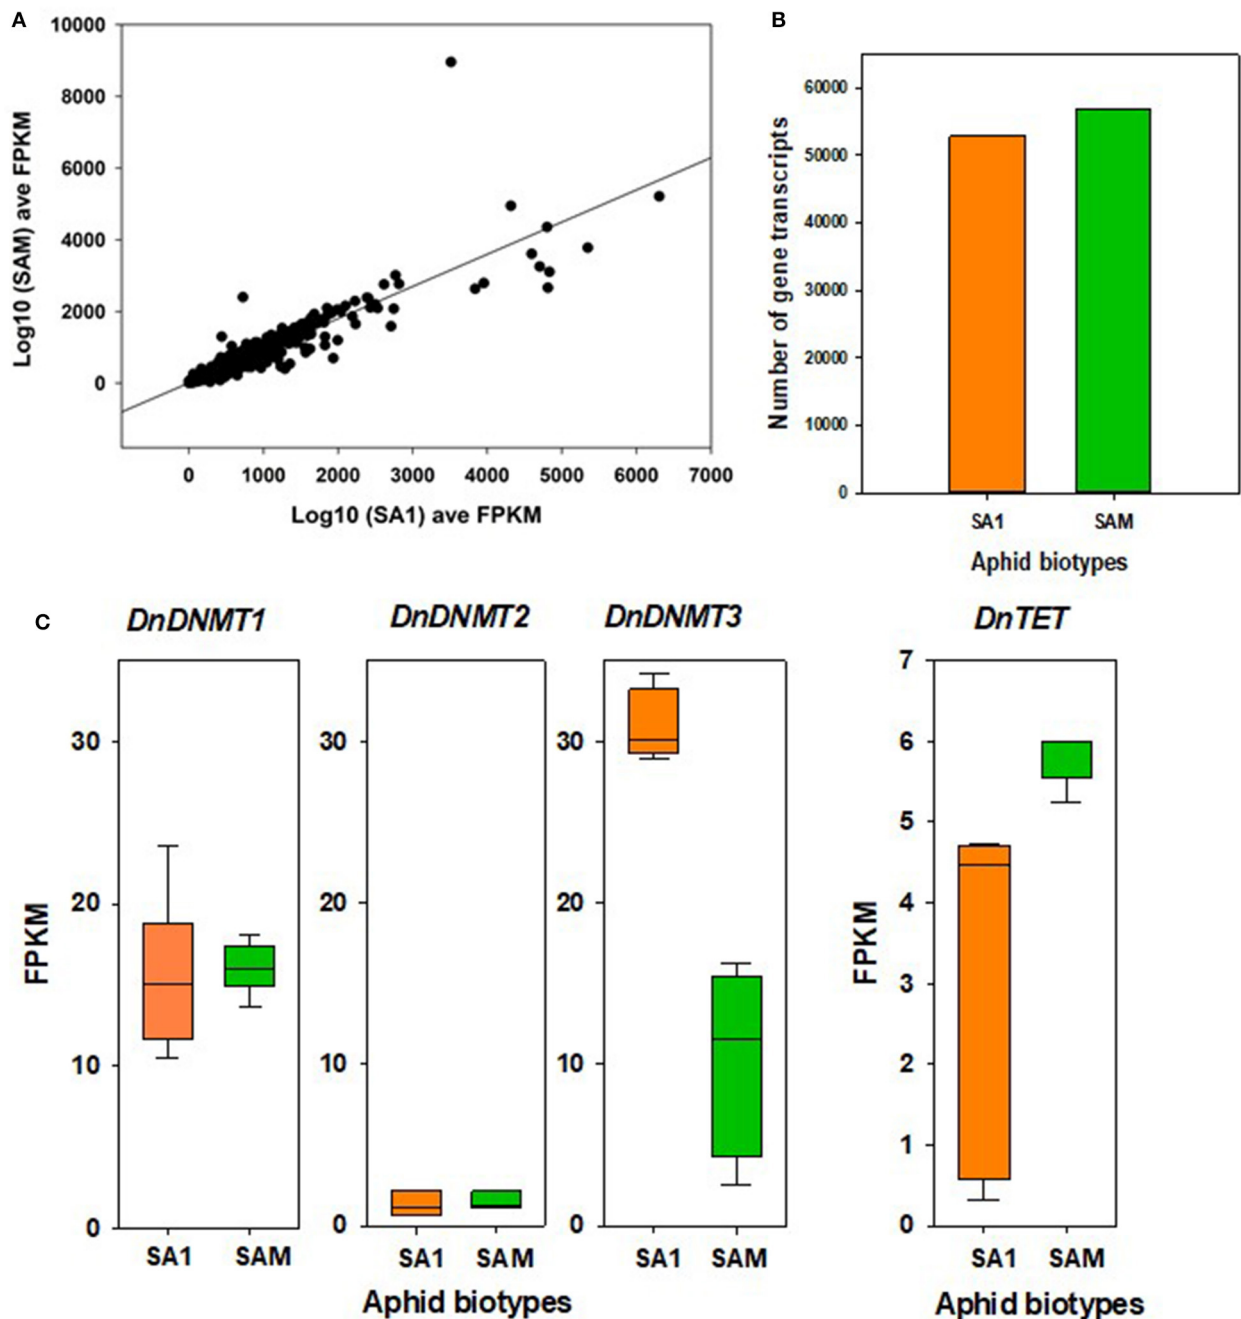 A
10000
8000
6000
4000
2000
0
Log10 (SAM) ave FPKM
0 1000 2000 3000 4000 5000 6000 7000
Log10 (SA1) ave FPKM
B
60000
50000
40000
30000
20000
10000
0
Number of gene transcripts
SA1 SAM
Aphid biotypes
C
DnDNMT1 DnDNMT2 DnDNMT3 DnTET
30
20
10
0
FPKM
SA1 SAM
30
20
10
0
SA1 SAM
30
20
10
0
SA1 SAM
Aphid biotypes
7
6
5
4
3
2
1
0
FPKM
SA1 SAM
Aphid biotypes